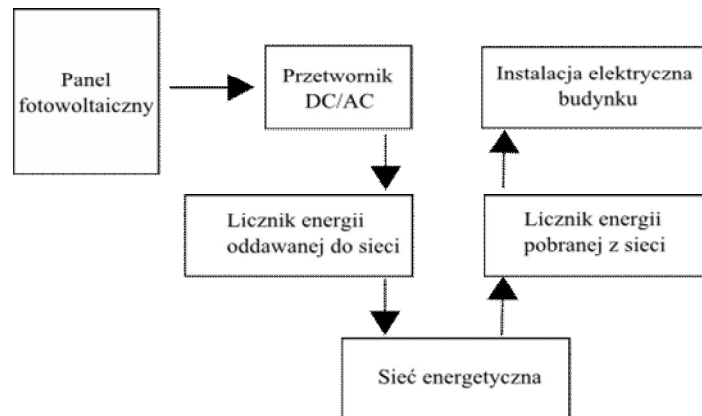 Panel
fotowoltaiczny
Przetwornik
DC/AC
Instalacja elektryczna
budynku
Licznik energii
oddawanej do sieci
Licznik energii
pobranej z sieci
Sieć energetyczna